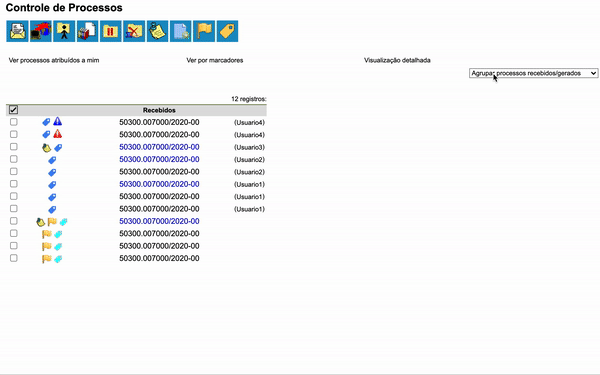 Controle de Processos
Ver processos atribuídos a mim Ver por marcadores Visualização detalhada
Agrupar processos recebidos/gerados
12 registros:
Recebidos
50300.007000/2020-00 (Usuario4)
50300.007000/2020-00 (Usuario4)
50300.007000/2020-00 (Usuario3)
50300.007000/2020-00 (Usuario2)
50300.007000/2020-00 (Usuario2)
50300.007000/2020-00 (Usuario1)
50300.007000/2020-00 (Usuario1)
50300.007000/2020-00 (Usuario1)
50300.007000/2020-00
50300.007000/2020-00
50300.007000/2020-00
50300.007000/2020-00